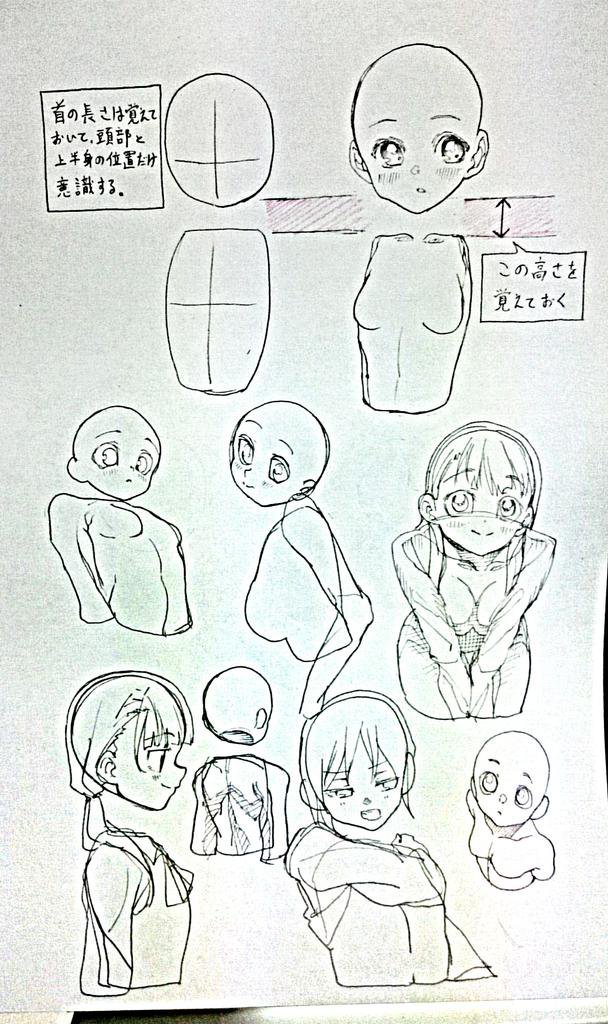 首の長さは覚えて
おいて、頭部と
上半身の位置だけ
意識する。
この高さを
覚えておく